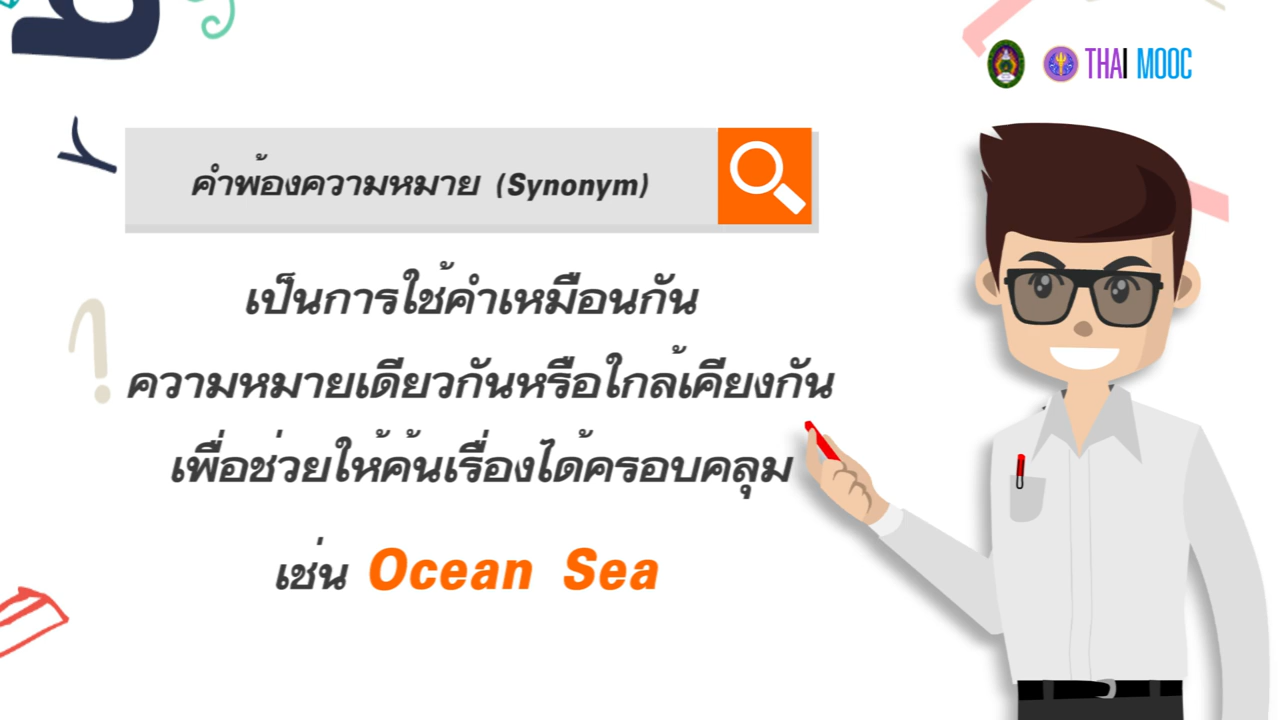 THAI MOOC
คำพ้องความหมาย (Synonym)
เป็นการใช้คำเหมือนกัน
ความหมายเดียวกันหรือใกล้เคียงกัน
เพื่อช่วยให้ค้นเรื่องได้ครอบคลุม
เช่น Ocean Sea